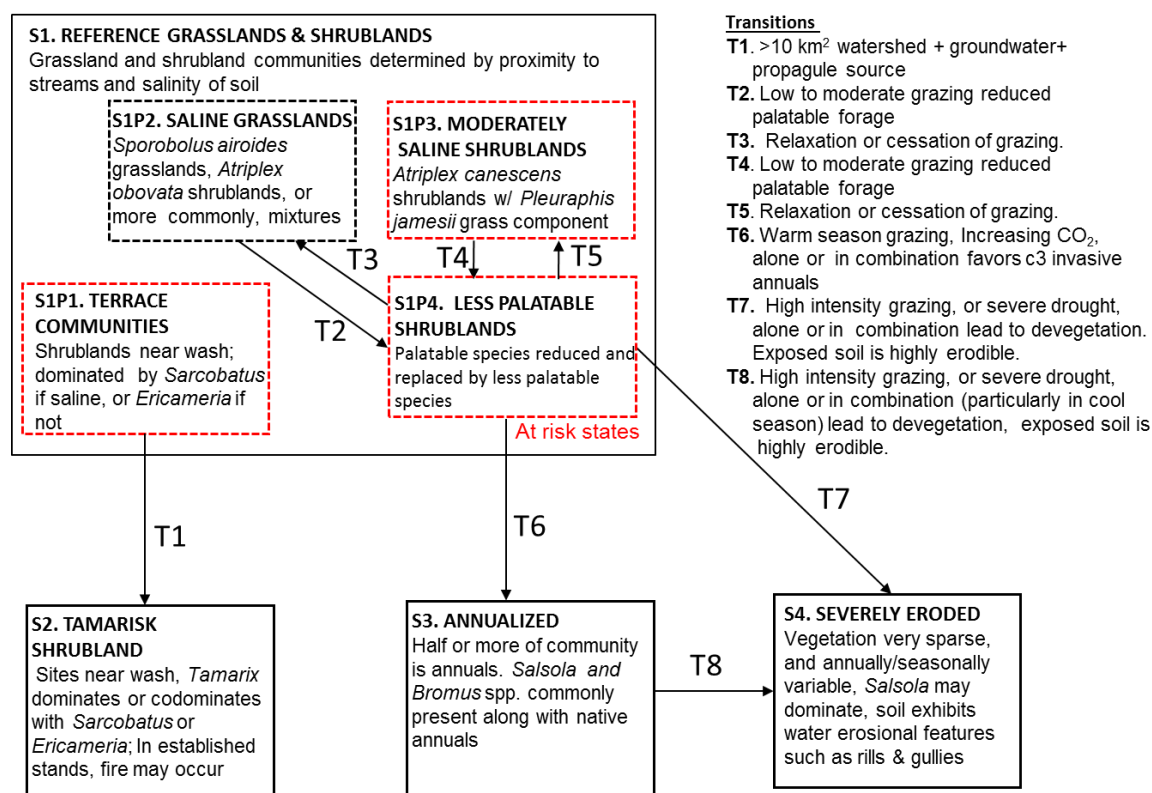 S1. REFERENCE GRASSLANDS & SHRUBLANDS
Grassland and shrubland communities determined by proximity to
streams and salinity of soil
S1P2. SALINE GRASSLANDS
Sporobolus airoides
grasslands, Atriplex
obovata shrublands, or
more commonly, mixtures
S1P3. MODERATELY
SALINE SHRUBLANDS
Atriplex canescens
shrublands w/ Pleuraphis
jamesii grass component
T3
T4
T5
T2
S1P1. TERRACE
COMMUNITIES
Shrublands near wash;
dominated by Sarcobatus
if saline, or Ericameria if
not
S1P4. LESS PALATABLE
SHRUBLANDS
Palatable species reduced and
replaced by less palatable
species
At risk states
Transitions
T1. >10 km² watershed + groundwater+
propagule source
T2. Low to moderate grazing reduced
palatable forage
T3. Relaxation or cessation of grazing.
T4. Low to moderate grazing reduced
palatable forage
T5. Relaxation or cessation of grazing.
T6. Warm season grazing, Increasing CO₂,
alone or in combination favors c3 invasive
annuals
T7. High intensity grazing, or severe drought,
alone or in combination lead to devegetation.
Exposed soil is highly erodible.
T8. High intensity grazing, or severe drought,
alone or in combination (particularly in cool
season) lead to devegetation, exposed soil is
highly erodible.
T1
T6
T7
S2. TAMARISK
SHRUBLAND
Sites near wash, Tamarix
dominates or codominates
with Sarcobatus or
Ericameria; In established
stands, fire may occur
S3. ANNUALIZED
Half or more of community
is annuals. Salsola and
Bromus spp. commonly
present along with native
annuals
T8
S4. SEVERELY ERODED
Vegetation very sparse,
and annually/seasonally
variable, Salsola may
dominate, soil exhibits
water erosional features
such as rills & gullies